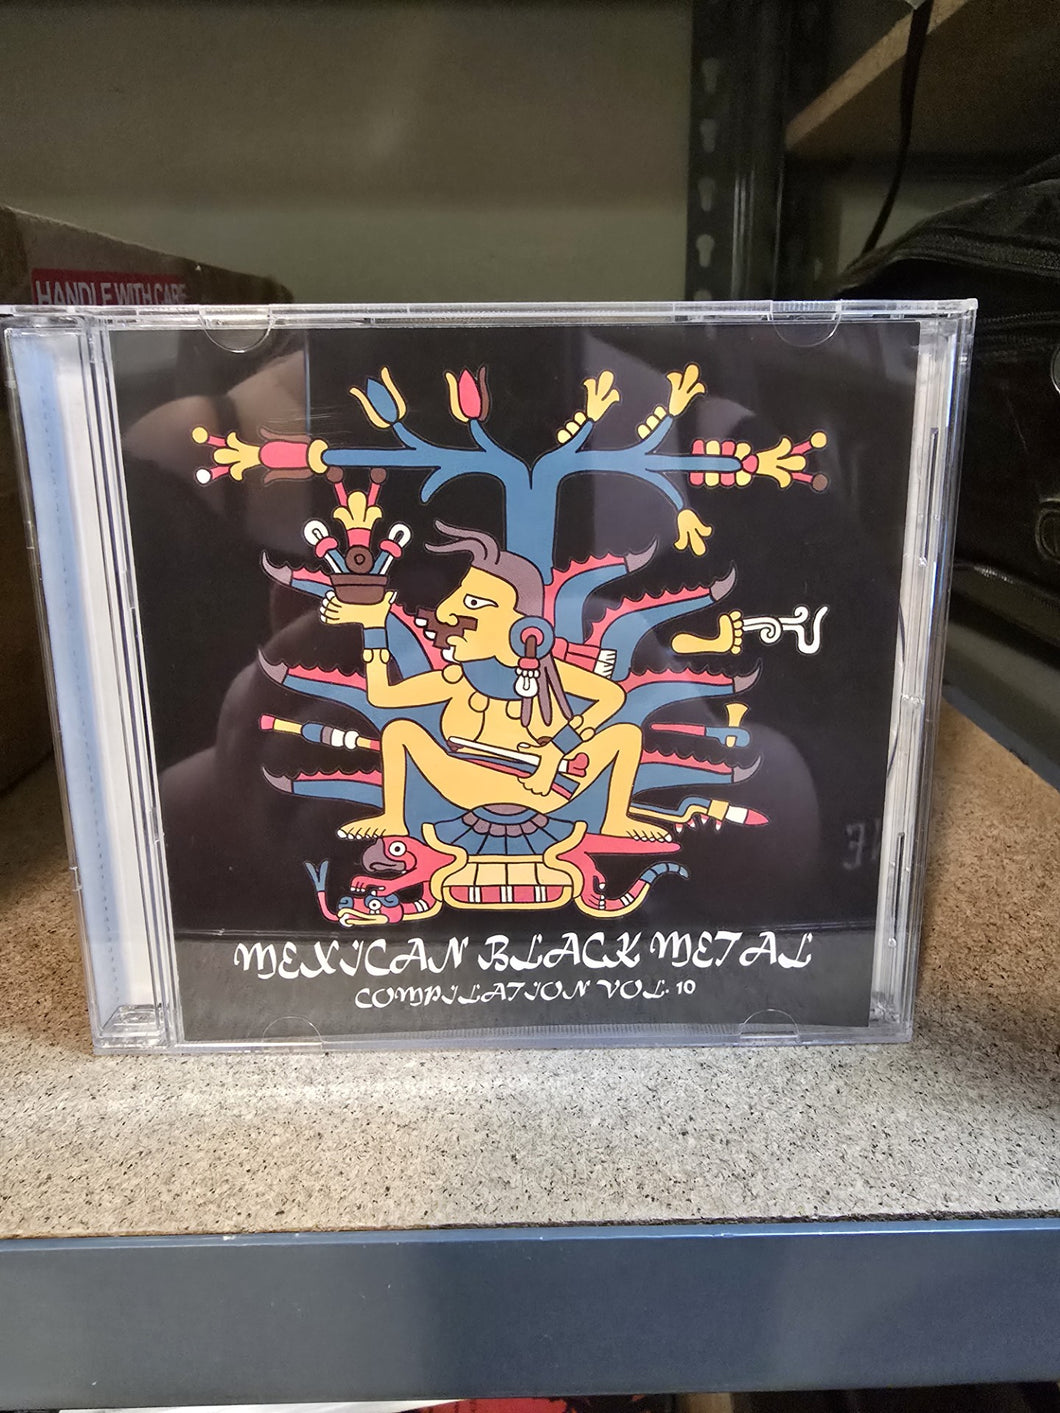 HANDLE WITH CARE
MEXICAN BLACK METAL
COMPILATION VOL. 10